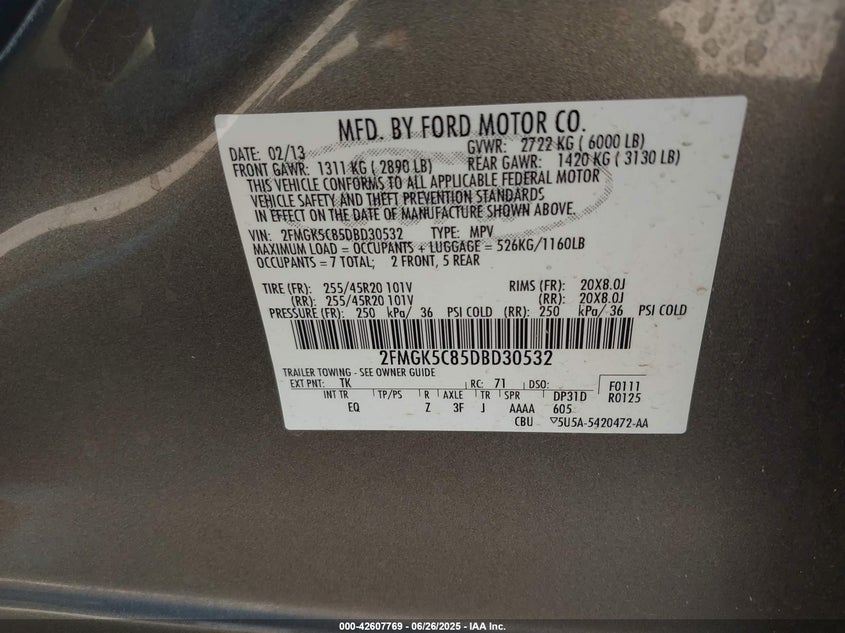 MFD. BY FORD MOTOR CO.
DATE: 02/13 GVWR: 2722 KG ( 6000 LB)
FRONT GAWR: 1311 KG ( 2890 LB) REAR GAWR: 1420 KG ( 3130 LB)
THIS VEHICLE CONFORMS TO ALL APPLICABLE FEDERAL MOTOR
VEHICLE SAFETY AND THEFT PREVENTION STANDARDS
IN EFFECT ON THE DATE OF MANUFACTURE SHOWN ABOVE.
VIN: 2FMGK5C85DBD30532 TYPE: MPV
MAXIMUM LOAD = OCCUPANTS + LUGGAGE = 526KG/1160LB
OCCUPANTS = 7 TOTAL; 2 FRONT, 5 REAR
TIRE (FR): 255/45R20 101V RIMS (FR): 20X8.0J
(RR): 255/45R20 101V (RR): 20X8.0J
PRESSURE (FR): 250 kPa/ 36 PSI COLD (RR): 250 kPa/ 36 PSI COLD
2FMGK5C85DBD30532
TRAILER TOWING - SEE OWNER GUIDE
EXT PNT: TK RC: 71 DSO: F0111
INT TR TP/PS R AXLE TR SPR DP31D R0125
EQ Z 3F J AAAA 605
CBU ▽5U5A-5420472-AA
000-42607769 - 06/26/2025 - IAA Inc.